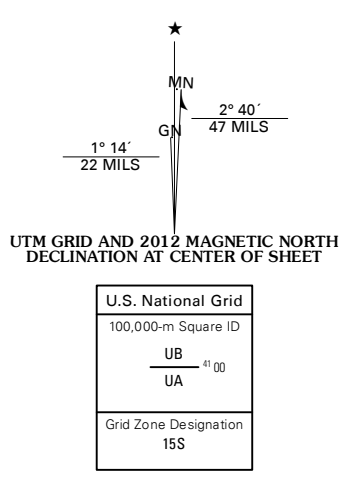 ★
MN
2° 40´
47 MILS
GN
1° 14´
22 MILS
UTM GRID AND 2012 MAGNETIC NORTH
DECLINATION AT CENTER OF SHEET
U.S. National Grid
100,000-m Square ID
UB
41 00
UA
Grid Zone Designation
15S